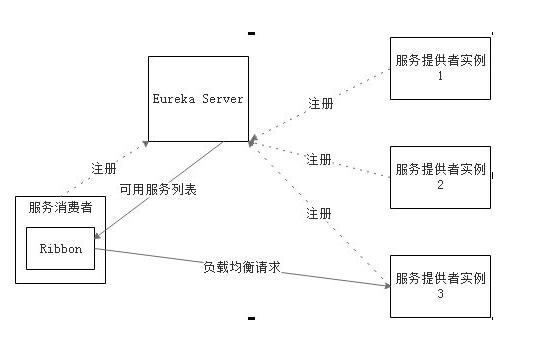 服务提供者实例
1
Eureka Server
注册
注册
服务提供者实例
2
注册
可用服务列表
服务消费者
注册
Ribbon
负载均衡请求
服务提供者实例
3